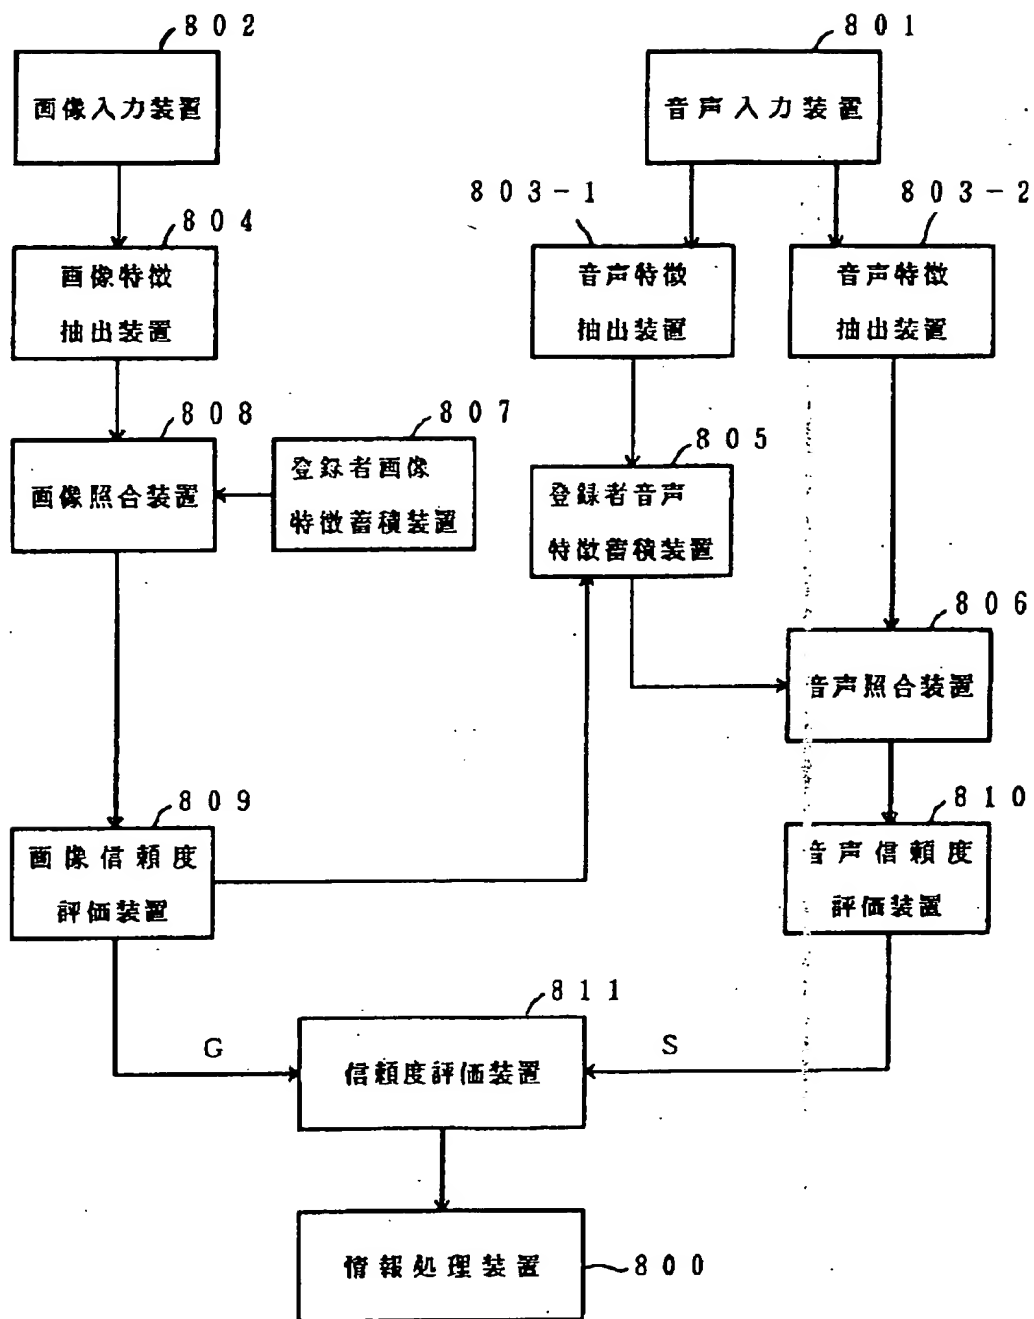 802
画像入力装置
801
音声入力装置
804
画像特徴
抽出装置
803-1
音声特徴
抽出装置
803-2
音声特徴
抽出装置
808
画像照合装置
807
登録者画像
特徴蓄積装置
805
登録者音声
特徴蓄積装置
806
音声照合装置
809
画像信頼度
評価装置
810
音声信頼度
評価装置
G
S
811
信頼度評価装置
情報処理装置
800